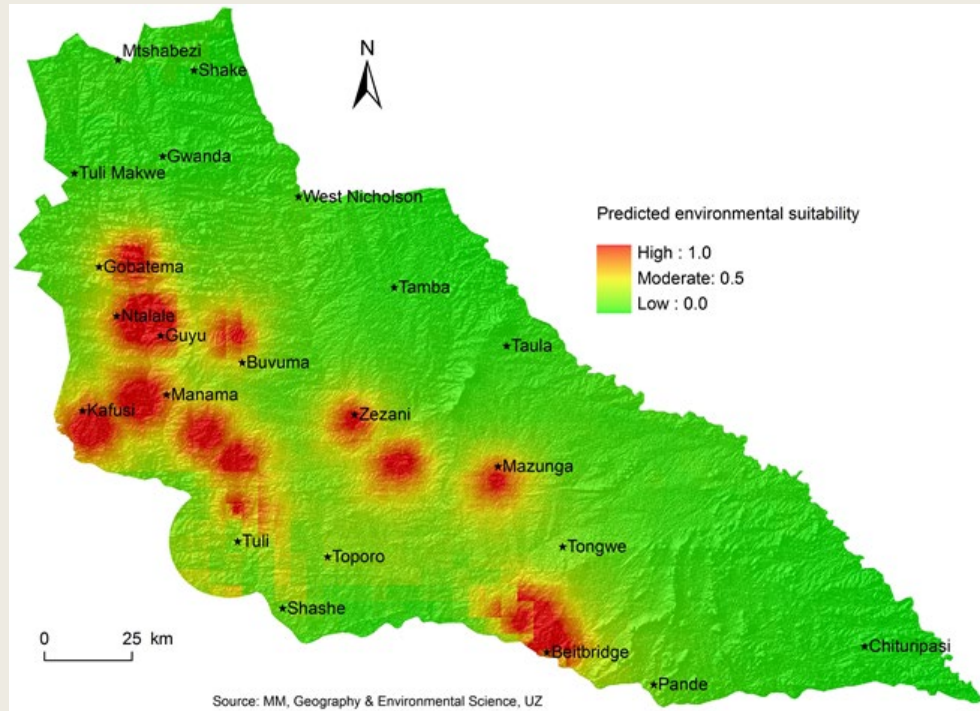 Mtshabezi
Shake
N
Gwanda
Tuli Makwe
West Nicholson
Predicted environmental suitability
High : 1.0
Moderate: 0.5
Low : 0.0
Gobatema
Tamba
Ntalale
Guyu
Taula
Buvuma
Manama
Kafusi
Zezani
Mazunga
Tuli
Tongwe
Toporo
Shashe
0 25 km
Beitbridge
Chituripasi
Pande
Source: MM, Geography & Environmental Science, UZ